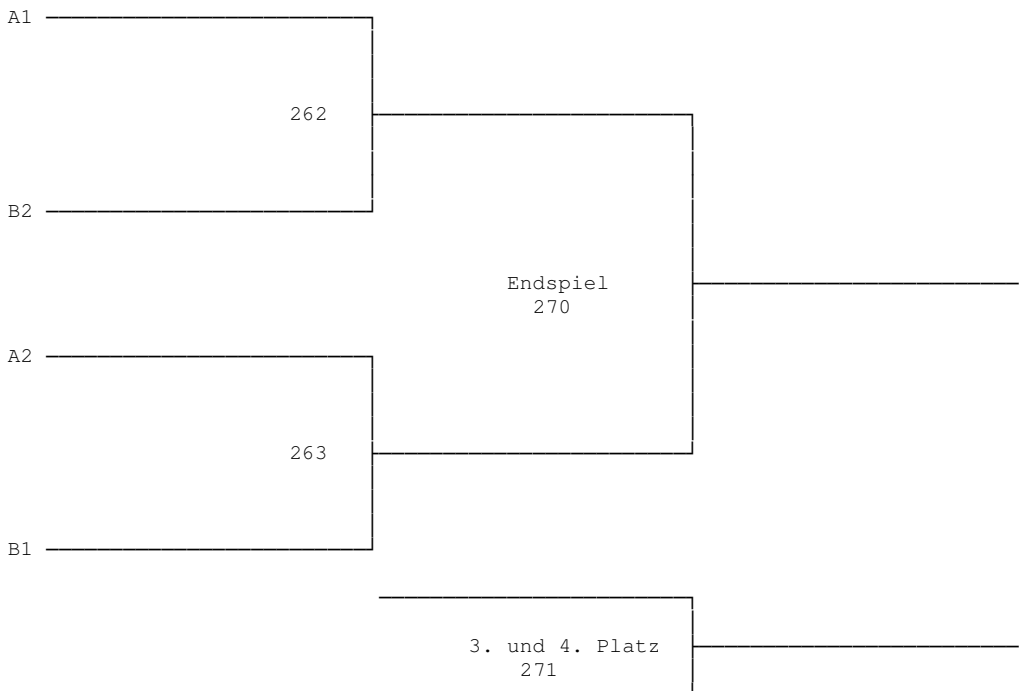 A1
262
B2
Endspiel
270
A2
263
B1
3. und 4. Platz
271